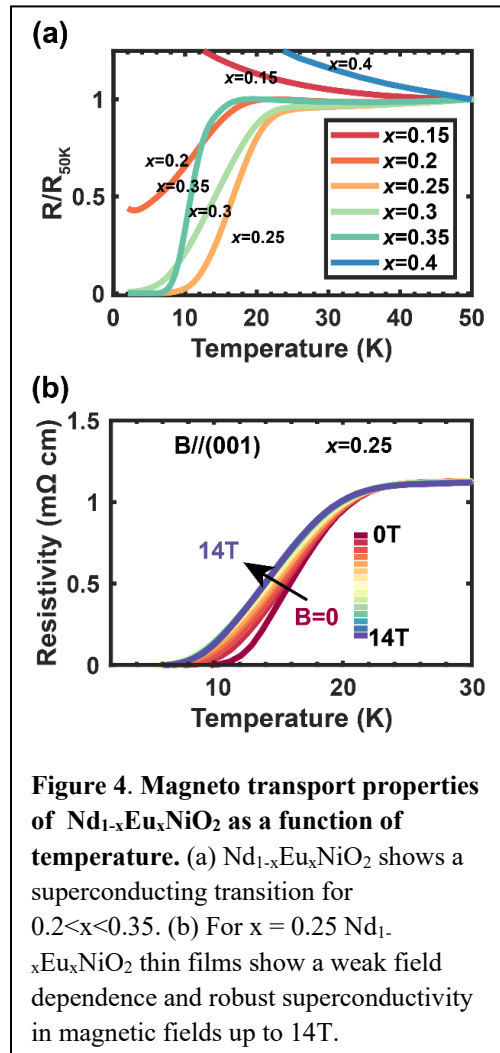 (a)
R/R50K
1
0.5
0
x=0.15
x=0.4
x=0.2
x=0.35
x=0.3
x=0.25
x=0.15
x=0.2
x=0.25
x=0.3
x=0.35
x=0.4
0 10 20 30 40 50
Temperature (K)
(b)
Resistivity (mΩ cm)
1.5
1
0.5
0
B//(001) x=0.25
14T
B=0
0T
14T
10 20 30
Temperature (K)
Figure 4. Magneto transport properties
of Nd1-xEuxNiO2 as a function of
temperature. (a) Nd1-xEuxNiO2 shows a
superconducting transition for
0.2<x<0.35. (b) For x = 0.25 Nd1-
xEuxNiO2 thin films show a weak field
dependence and robust superconductivity
in magnetic fields up to 14T.